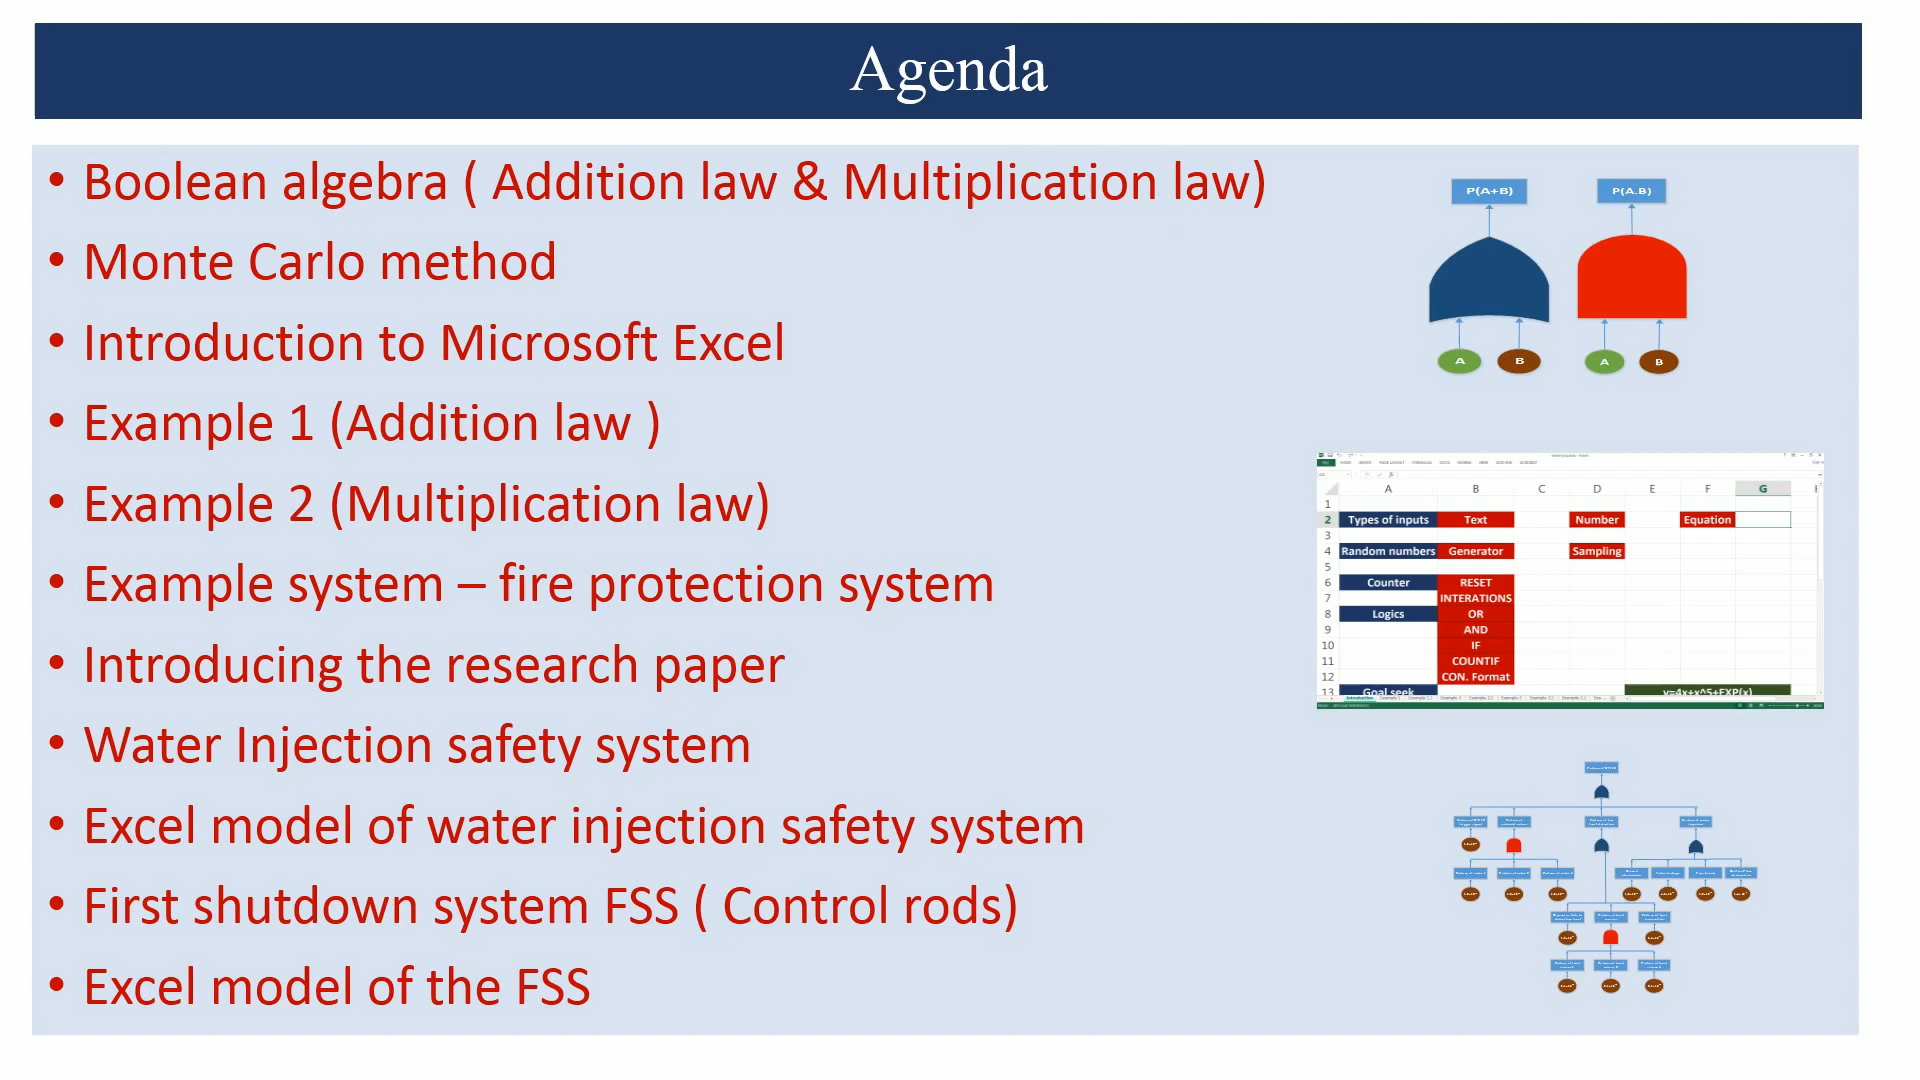 Agenda
• Boolean algebra ( Addition law & Multiplication law)
• Monte Carlo method
• Introduction to Microsoft Excel
• Example 1 (Addition law )
• Example 2 (Multiplication law)
• Example system – fire protection system
• Introducing the research paper
• Water Injection safety system
• Excel model of water injection safety system
• First shutdown system FSS ( Control rods)
• Excel model of the FSS
P(A+B) P(A.B)
A B A B
A B C D E F G
1
2 Types of inputs Text Number Equation
3
4 Random numbers Generator Sampling
5
6 Counter RESET
7 INTERATIONS
8 Logics OR
9 AND
10 IF
11 COUNTIF
12 CON. Format
13 Goal seek y=4x+x^5+EXP(x)